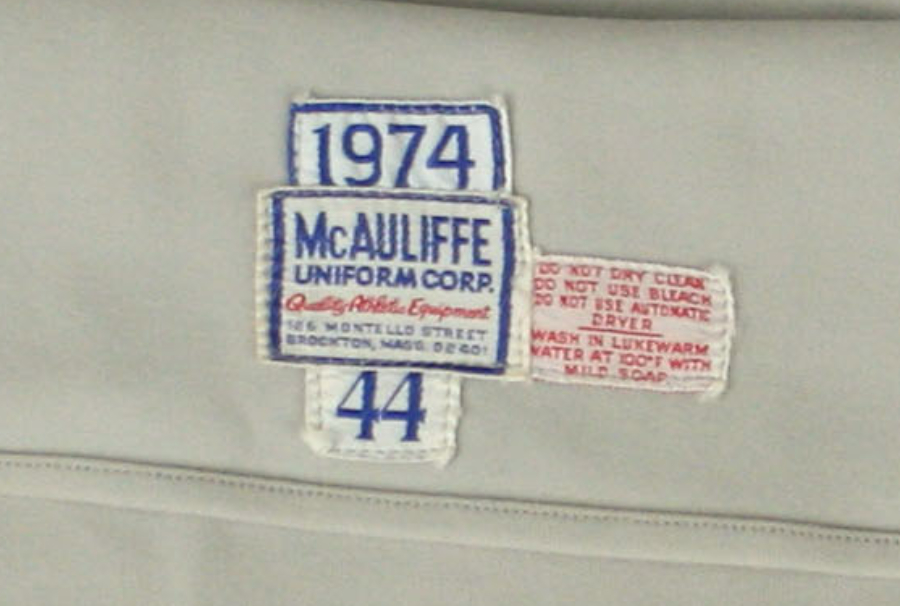 1974
McAULIFFE
UNIFORM CORP.
Quality Athletic Equipment
126 MONTELLO STREET
BROCKTON, MASS. 02401
44
DO NOT DRY CLEAN
DO NOT USE BLEACH
DO NOT USE AUTOMATIC
DRYER
WASH IN LUKEWARM
WATER AT 100°F WITH
MILD SOAP